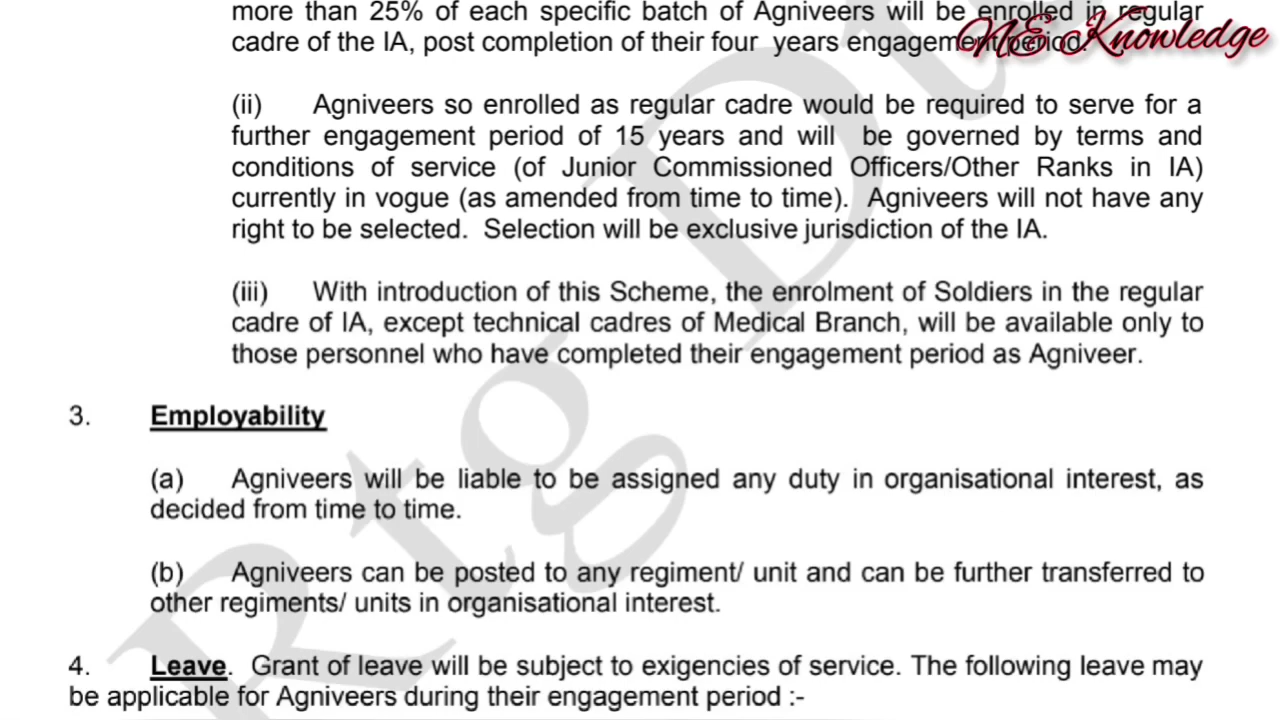 more than 25% of each specific batch of Agniveers will be enrolled in regular
cadre of the IA, post completion of their four years engagement period.
NE Knowledge
(ii) Agniveers so enrolled as regular cadre would be required to serve for a
further engagement period of 15 years and will be governed by terms and
conditions of service (of Junior Commissioned Officers/Other Ranks in IA)
currently in vogue (as amended from time to time). Agniveers will not have any
right to be selected. Selection will be exclusive jurisdiction of the IA.
(iii) With introduction of this Scheme, the enrolment of Soldiers in the regular
cadre of IA, except technical cadres of Medical Branch, will be available only to
those personnel who have completed their engagement period as Agniveer.
3. Employability
(a) Agniveers will be liable to be assigned any duty in organisational interest, as
decided from time to time.
(b) Agniveers can be posted to any regiment/ unit and can be further transferred to
other regiments/ units in organisational interest.
4. Leave. Grant of leave will be subject to exigencies of service. The following leave may
be applicable for Agniveers during their engagement period :-
Rtg